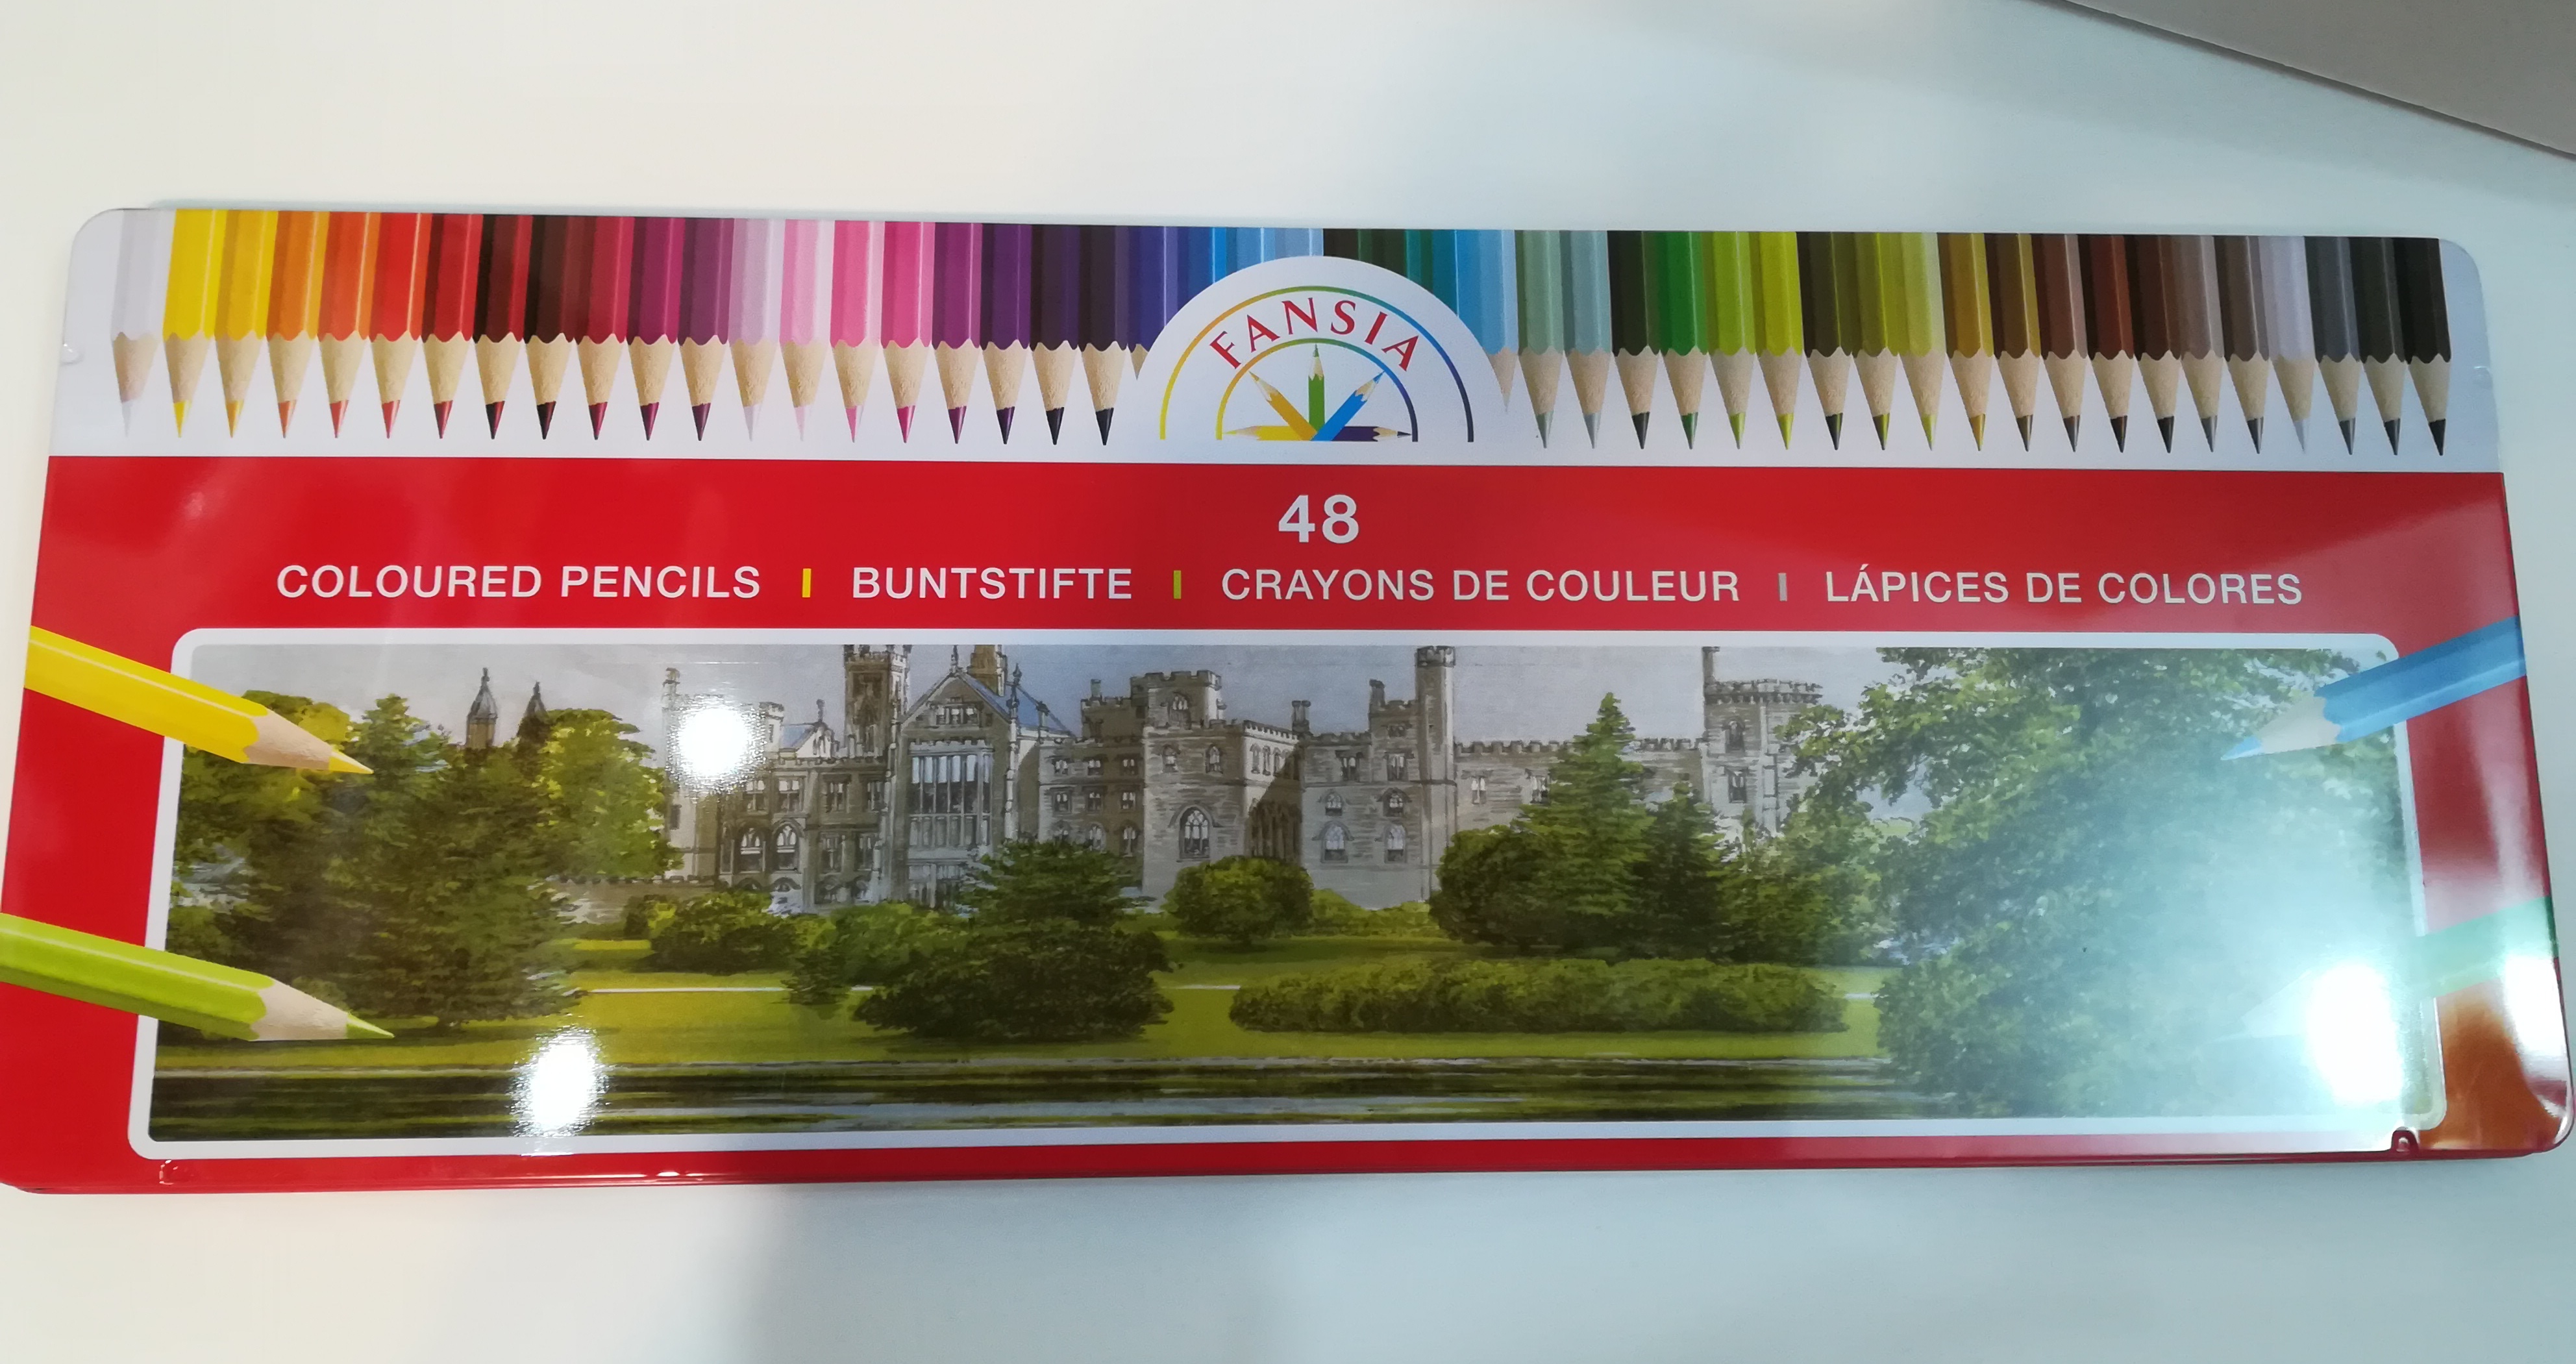 FANSIA
48
COLOURED PENCILS | BUNTSTIFTE | CRAYONS DE COULEUR | LÁPICES DE COLORES